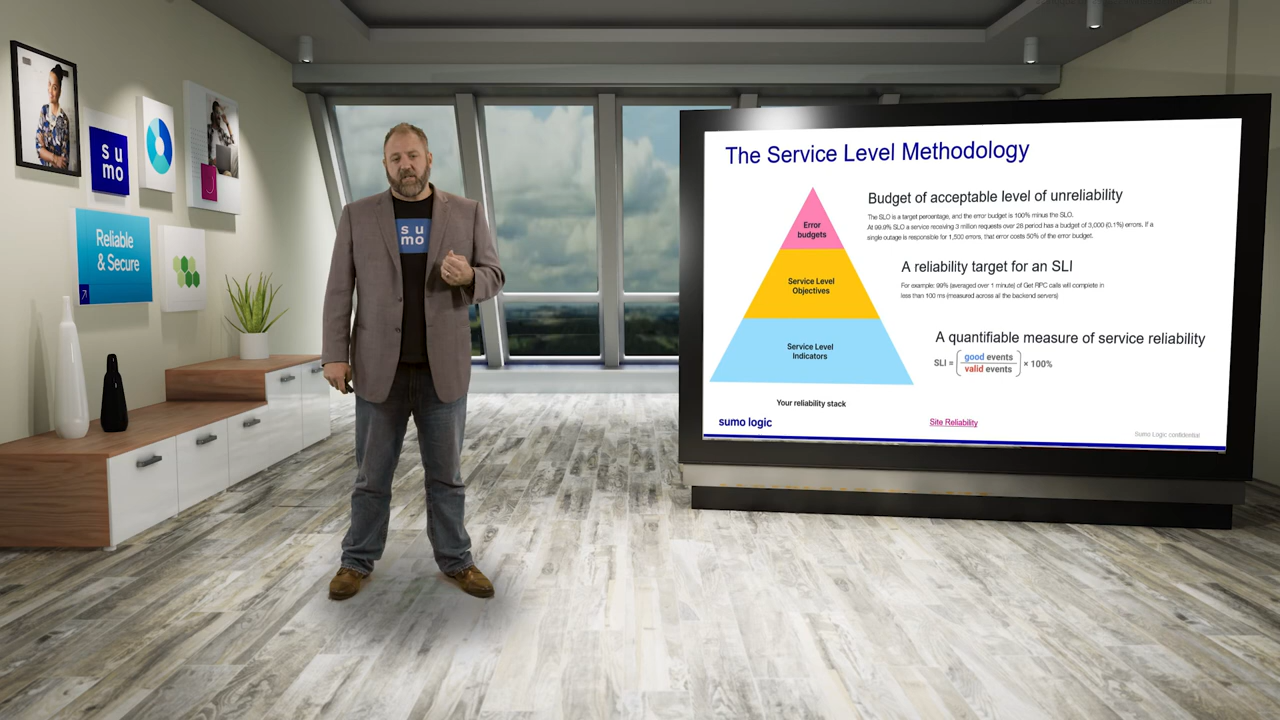 su
mo
Reliable
& Secure
su
mo
The Service Level Methodology
Error
budgets
Service Level
Objectives
Service Level
Indicators
Your reliability stack
Budget of acceptable level of unreliability
The SLO is a target percentage, and the error budget is 100% minus the SLO.
At 99.9% SLO a service receiving 3 million requests over 28 period has a budget of 3,000 (0.1%) errors. If a
single outage is responsible for 1,500 errors, that error costs 50% of the error budget.
A reliability target for an SLI
For example: 99% (averaged over 1 minute) of Get RPC calls will complete in
less than 100 ms (measured across all the backend servers)
A quantifiable measure of service reliability
SLI = (good events / valid events) × 100%
sumo logic
Site Reliability
Sumo Logic confidential